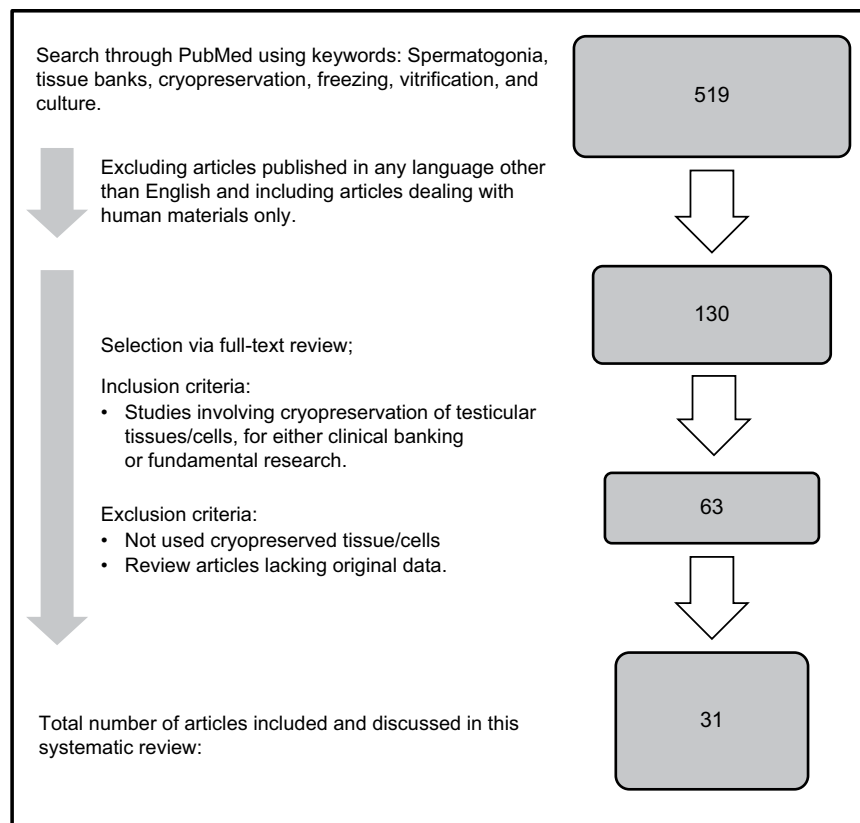 Search through PubMed using keywords: Spermatogonia,
tissue banks, cryopreservation, freezing, vitrification, and
culture.
519
Excluding articles published in any language other
than English and including articles dealing with
human materials only.
130
Selection via full-text review;
Inclusion criteria:
• Studies involving cryopreservation of testicular
tissues/cells, for either clinical banking
or fundamental research.
63
Exclusion criteria:
• Not used cryopreserved tissue/cells
• Review articles lacking original data.
Total number of articles included and discussed in this
systematic review:
31